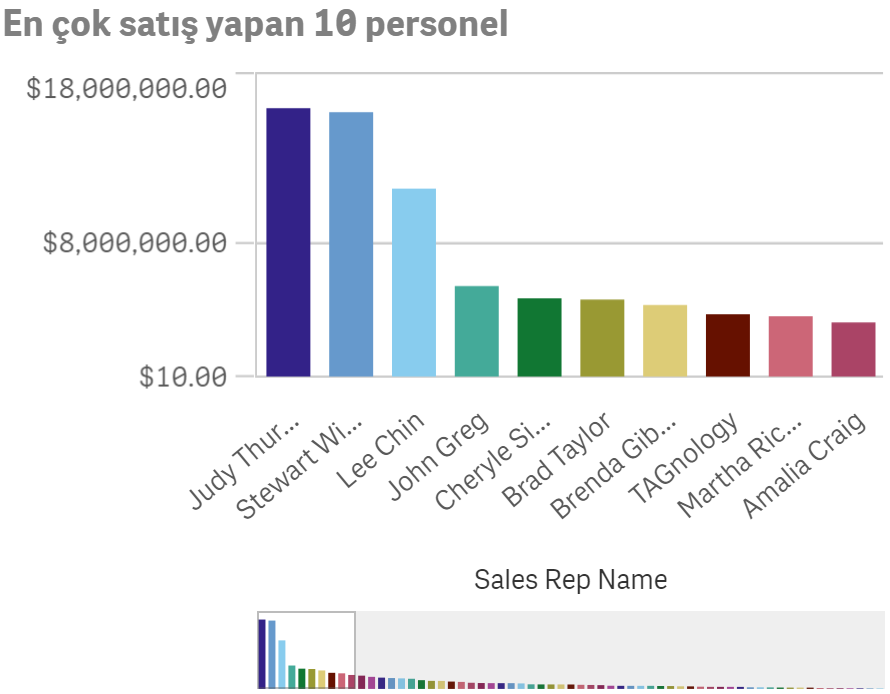 En çok satış yapan 10 personel
$18,000,000.00
$8,000,000.00
$10.00
Judy Thur...
Stewart Wi...
Lee Chin
John Greg
Cheryle Si...
Brad Taylor
Brenda Gib...
TAGnology
Martha Ric...
Amalia Craig
Sales Rep Name